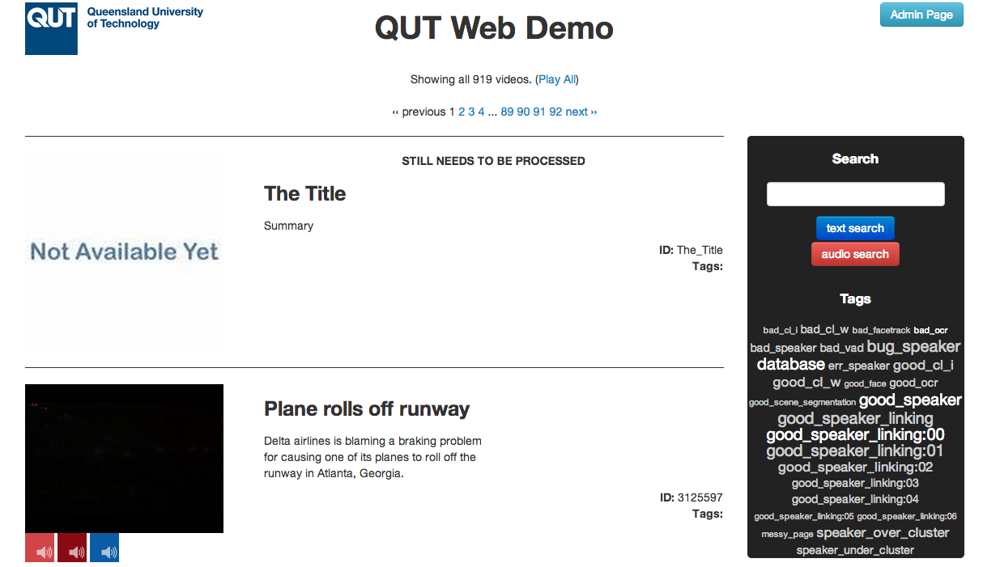 QUT
Queensland University
of Technology
QUT Web Demo
Admin Page
Showing all 919 videos. (Play All)
‹‹ previous 1 2 3 4 ... 89 90 91 92 next ››
STILL NEEDS TO BE PROCESSED
Not Available Yet
The Title
Summary
ID: The_Title
Tags:
Plane rolls off runway
Delta airlines is blaming a braking problem
for causing one of its planes to roll off the
runway in Atlanta, Georgia.
ID: 3125597
Tags:
Search
text search
audio search
Tags
bad_cl_i bad_cl_w bad_facetrack bad_ocr
bad_speaker bad_vad bug_speaker
database err_speaker good_cl_i
good_cl_w good_face good_ocr
good_scene_segmentation good_speaker
good_speaker_linking
good_speaker_linking:00
good_speaker_linking:01
good_speaker_linking:02
good_speaker_linking:03
good_speaker_linking:04
good_speaker_linking:05 good_speaker_linking:06
messy_page speaker_over_cluster
speaker_under_cluster